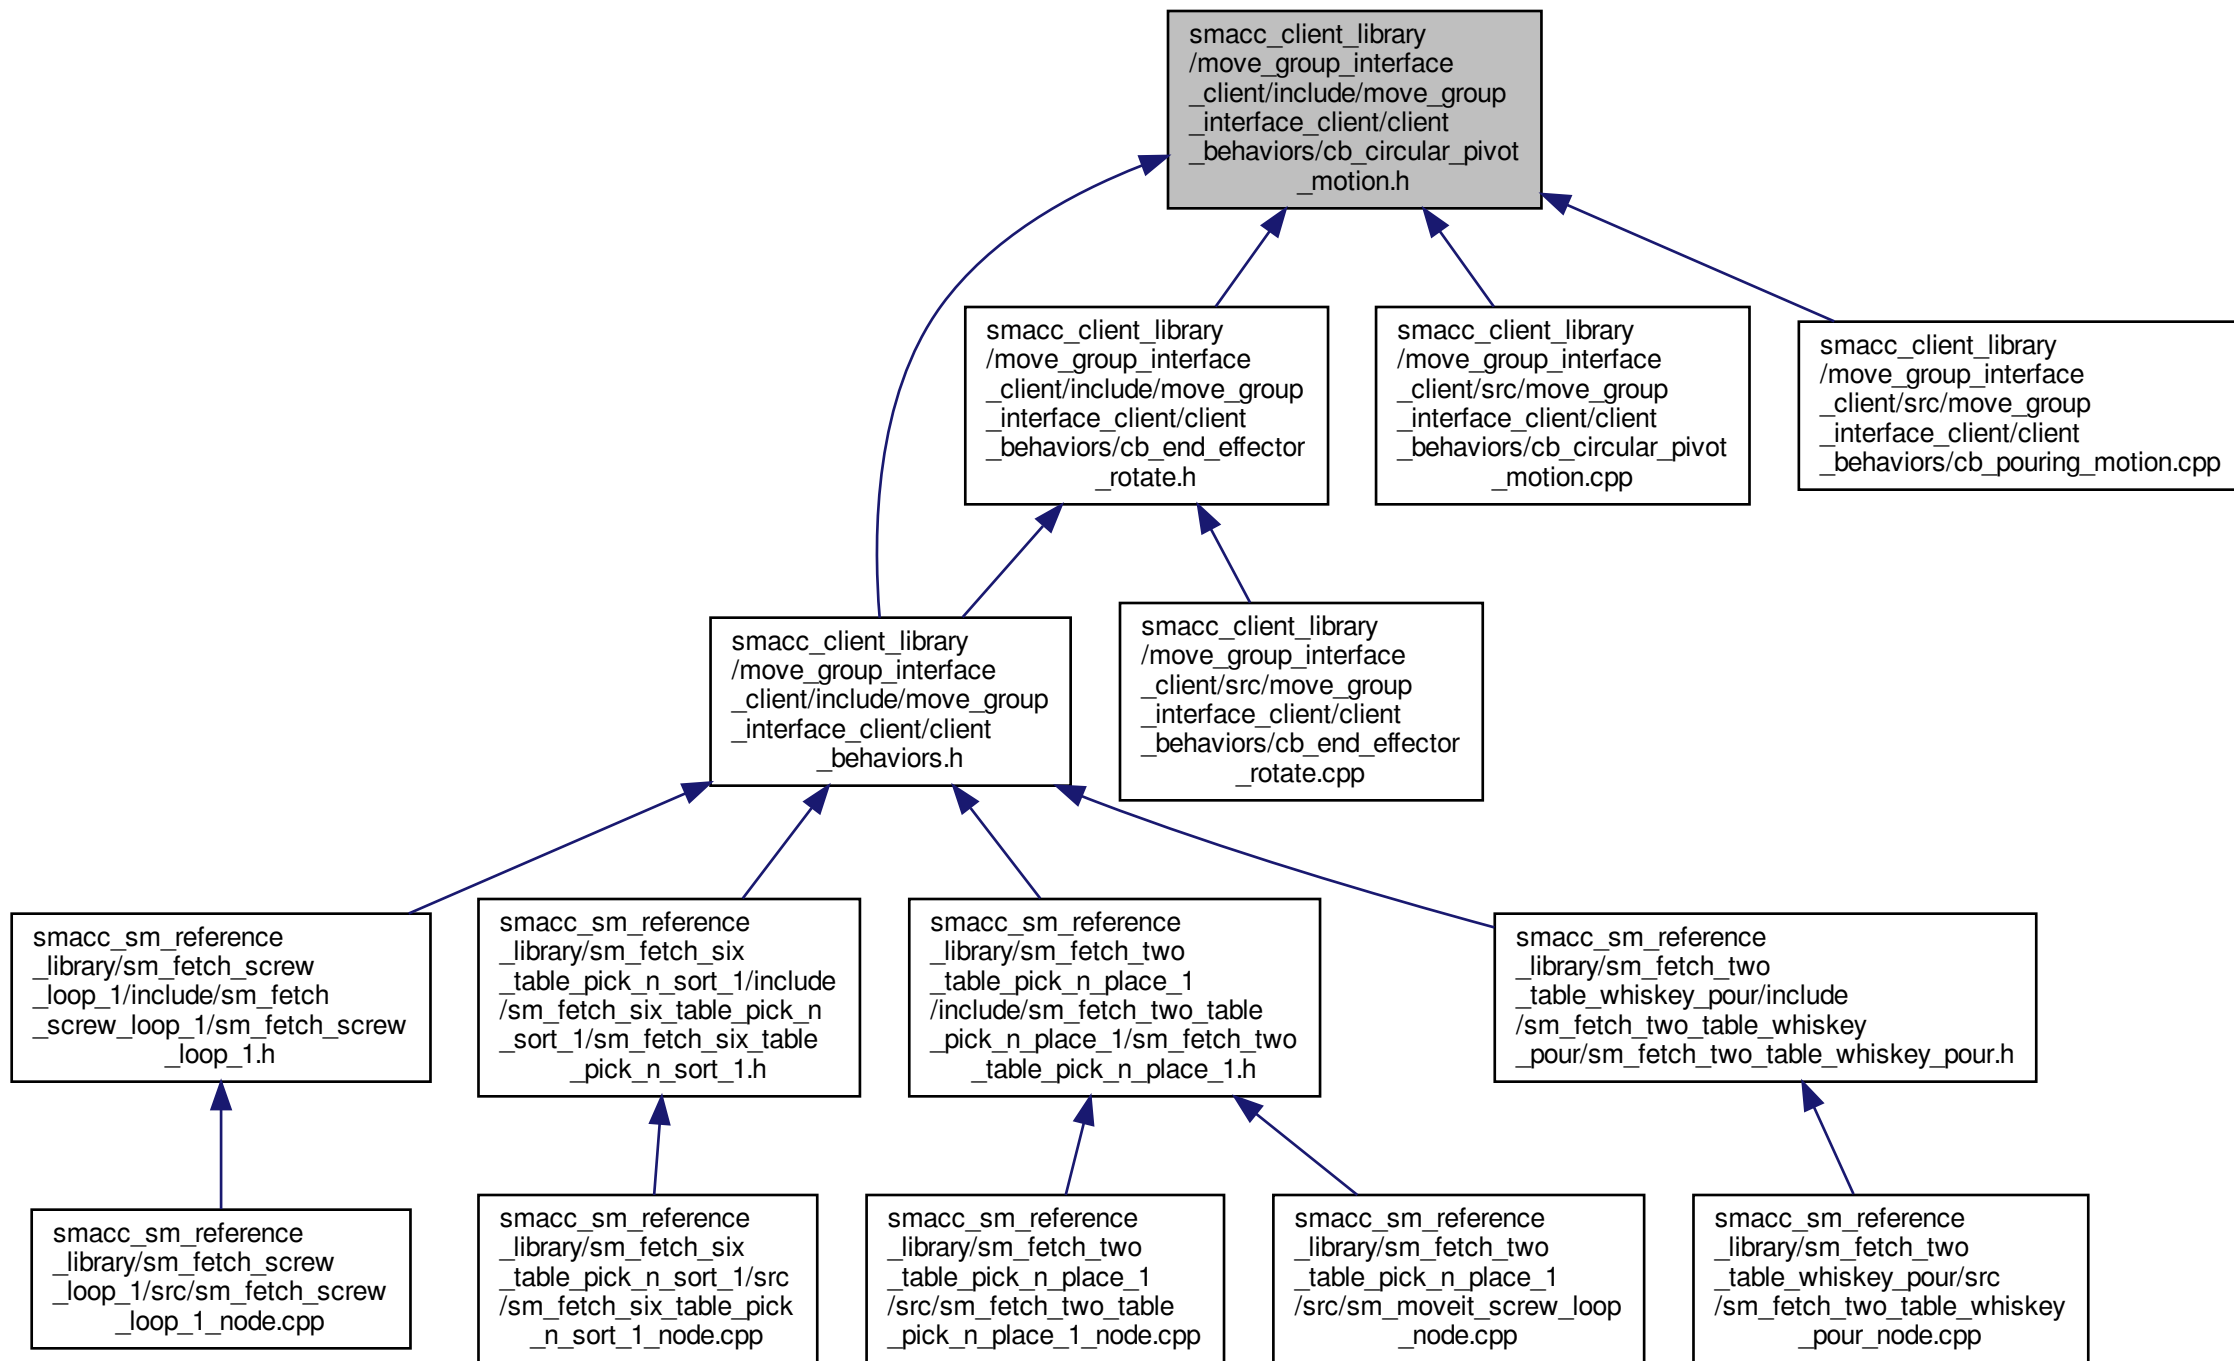 smacc_client_library
/move_group_interface
_client/include/move_group
_interface_client/client
_behaviors/cb_circular_pivot
_motion.h
smacc_client_library
/move_group_interface
_client/include/move_group
_interface_client/client
_behaviors/cb_end_effector
_rotate.h
smacc_client_library
/move_group_interface
_client/src/move_group
_interface_client/client
_behaviors/cb_circular_pivot
_motion.cpp
smacc_client_library
/move_group_interface
_client/src/move_group
_interface_client/client
_behaviors/cb_pouring_motion.cpp
smacc_client_library
/move_group_interface
_client/include/move_group
_interface_client/client
_behaviors.h
smacc_client_library
/move_group_interface
_client/src/move_group
_interface_client/client
_behaviors/cb_end_effector
_rotate.cpp
smacc_sm_reference
_library/sm_fetch_screw
_loop_1/include/sm_fetch
_screw_loop_1/sm_fetch_screw
_loop_1.h
smacc_sm_reference
_library/sm_fetch_six
_table_pick_n_sort_1/include
/sm_fetch_six_table_pick_n
_sort_1/sm_fetch_six_table
_pick_n_sort_1.h
smacc_sm_reference
_library/sm_fetch_two
_table_pick_n_place_1
/include/sm_fetch_two_table
_pick_n_place_1/sm_fetch_two
_table_pick_n_place_1.h
smacc_sm_reference
_library/sm_fetch_two
_table_whiskey_pour/include
/sm_fetch_two_table_whiskey
_pour/sm_fetch_two_table_whiskey_pour.h
smacc_sm_reference
_library/sm_fetch_screw
_loop_1/src/sm_fetch_screw
_loop_1_node.cpp
smacc_sm_reference
_library/sm_fetch_six
_table_pick_n_sort_1/src
/sm_fetch_six_table_pick
_n_sort_1_node.cpp
smacc_sm_reference
_library/sm_fetch_two
_table_pick_n_place_1
/src/sm_fetch_two_table
_pick_n_place_1_node.cpp
smacc_sm_reference
_library/sm_fetch_two
_table_pick_n_place_1
/src/sm_moveit_screw_loop
_node.cpp
smacc_sm_reference
_library/sm_fetch_two
_table_whiskey_pour/src
/sm_fetch_two_table_whiskey
_pour_node.cpp